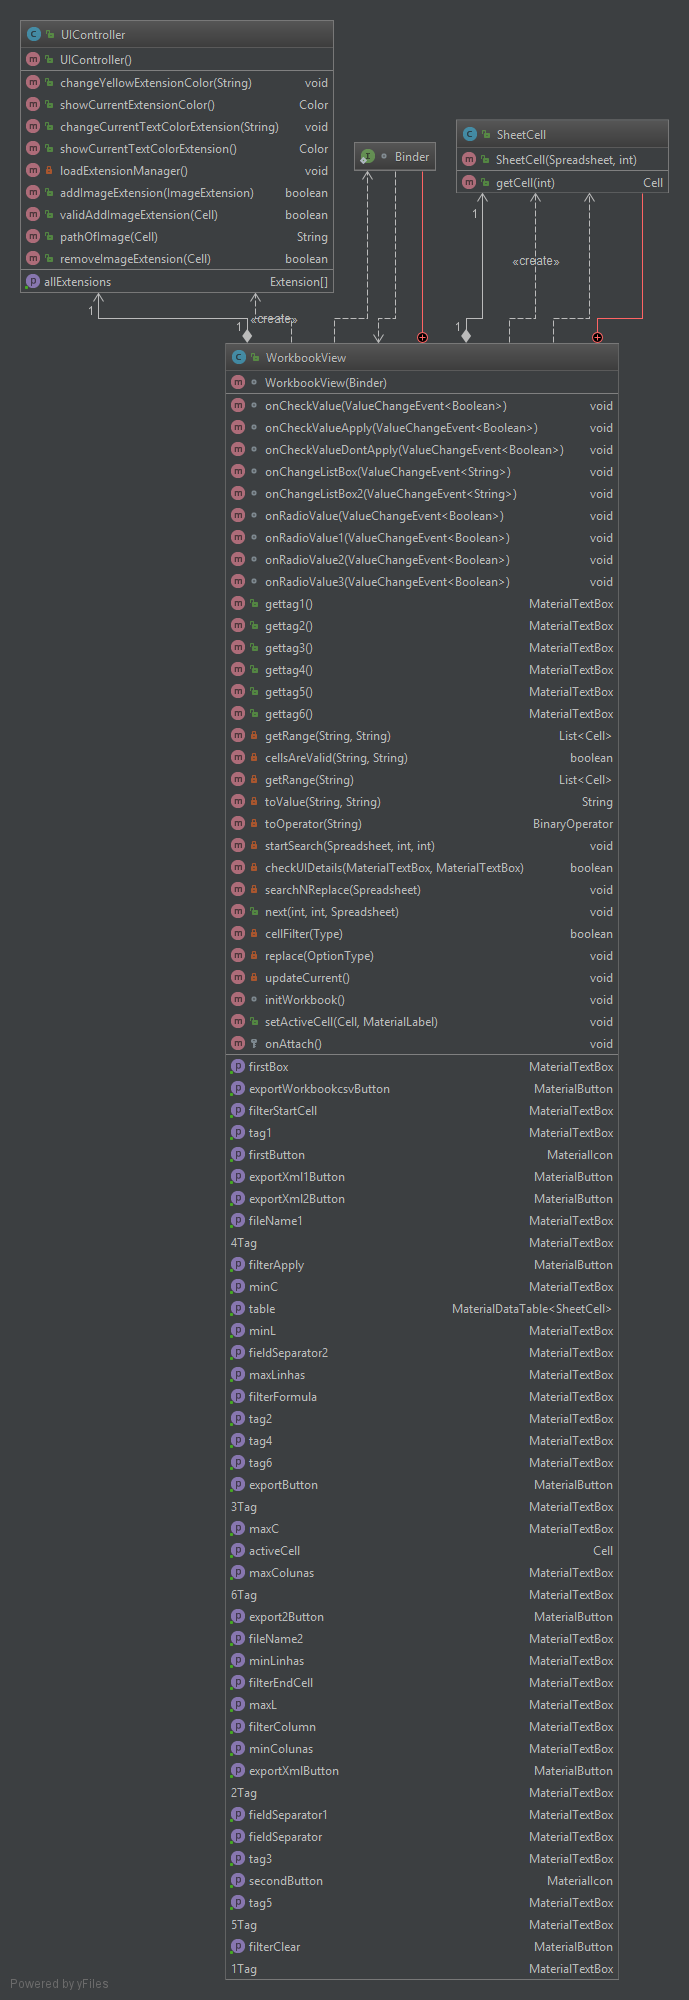 UIController
UIController()
changeYellowExtensionColor(String) void
showCurrentExtensionColor() Color
changeCurrentTextColorExtension(String) void
showCurrentTextColorExtension() Color
loadExtensionManager() void
addImageExtension(ImageExtension) boolean
validAddImageExtension(Cell) boolean
pathOfImage(Cell) String
removeImageExtension(Cell) boolean
allExtensions Extension[]
Binder
SheetCell
SheetCell(Spreadsheet, int)
getCell(int) Cell
1
«create»
1
«create»
1
1
WorkbookView
WorkbookView(Binder)
onCheckValue(ValueChangeEvent<Boolean>) void
onCheckValueApply(ValueChangeEvent<Boolean>) void
onCheckValueDontApply(ValueChangeEvent<Boolean>) void
onChangeListBox(ValueChangeEvent<String>) void
onChangeListBox2(ValueChangeEvent<String>) void
onRadioValue(ValueChangeEvent<Boolean>) void
onRadioValue1(ValueChangeEvent<Boolean>) void
onRadioValue2(ValueChangeEvent<Boolean>) void
onRadioValue3(ValueChangeEvent<Boolean>) void
gettag1() MaterialTextBox
gettag2() MaterialTextBox
gettag3() MaterialTextBox
gettag4() MaterialTextBox
gettag5() MaterialTextBox
gettag6() MaterialTextBox
getRange(String, String) List<Cell>
cellsAreValid(String, String) boolean
getRange(String) List<Cell>
toValue(String, String) String
toOperator(String) BinaryOperator
startSearch(Spreadsheet, int, int) void
checkUIDetails(MaterialTextBox, MaterialTextBox) boolean
searchNReplace(Spreadsheet) void
next(int, int, Spreadsheet) void
cellFilter(Type) boolean
replace(OptionType) void
updateCurrent() void
initWorkbook() void
setActiveCell(Cell, MaterialLabel) void
onAttach() void
firstBox MaterialTextBox
exportWorkbookcsvButton MaterialButton
filterStartCell MaterialTextBox
tag1 MaterialTextBox
firstButton MaterialIcon
exportXml1Button MaterialButton
exportXml2Button MaterialButton
fileName1 MaterialTextBox
4Tag MaterialTextBox
filterApply MaterialButton
minC MaterialTextBox
table MaterialDataTable<SheetCell>
minL MaterialTextBox
fieldSeparator2 MaterialTextBox
maxLinhas MaterialTextBox
filterFormula MaterialTextBox
tag2 MaterialTextBox
tag4 MaterialTextBox
tag6 MaterialTextBox
exportButton MaterialButton
3Tag MaterialTextBox
maxC MaterialTextBox
activeCell Cell
maxColunas MaterialTextBox
6Tag MaterialTextBox
export2Button MaterialButton
fileName2 MaterialTextBox
minLinhas MaterialTextBox
filterEndCell MaterialTextBox
maxL MaterialTextBox
filterColumn MaterialTextBox
minColunas MaterialTextBox
exportXmlButton MaterialButton
2Tag MaterialTextBox
fieldSeparator1 MaterialTextBox
fieldSeparator MaterialTextBox
tag3 MaterialTextBox
secondButton MaterialIcon
tag5 MaterialTextBox
5Tag MaterialTextBox
filterClear MaterialButton
1Tag MaterialTextBox
Powered by yFiles